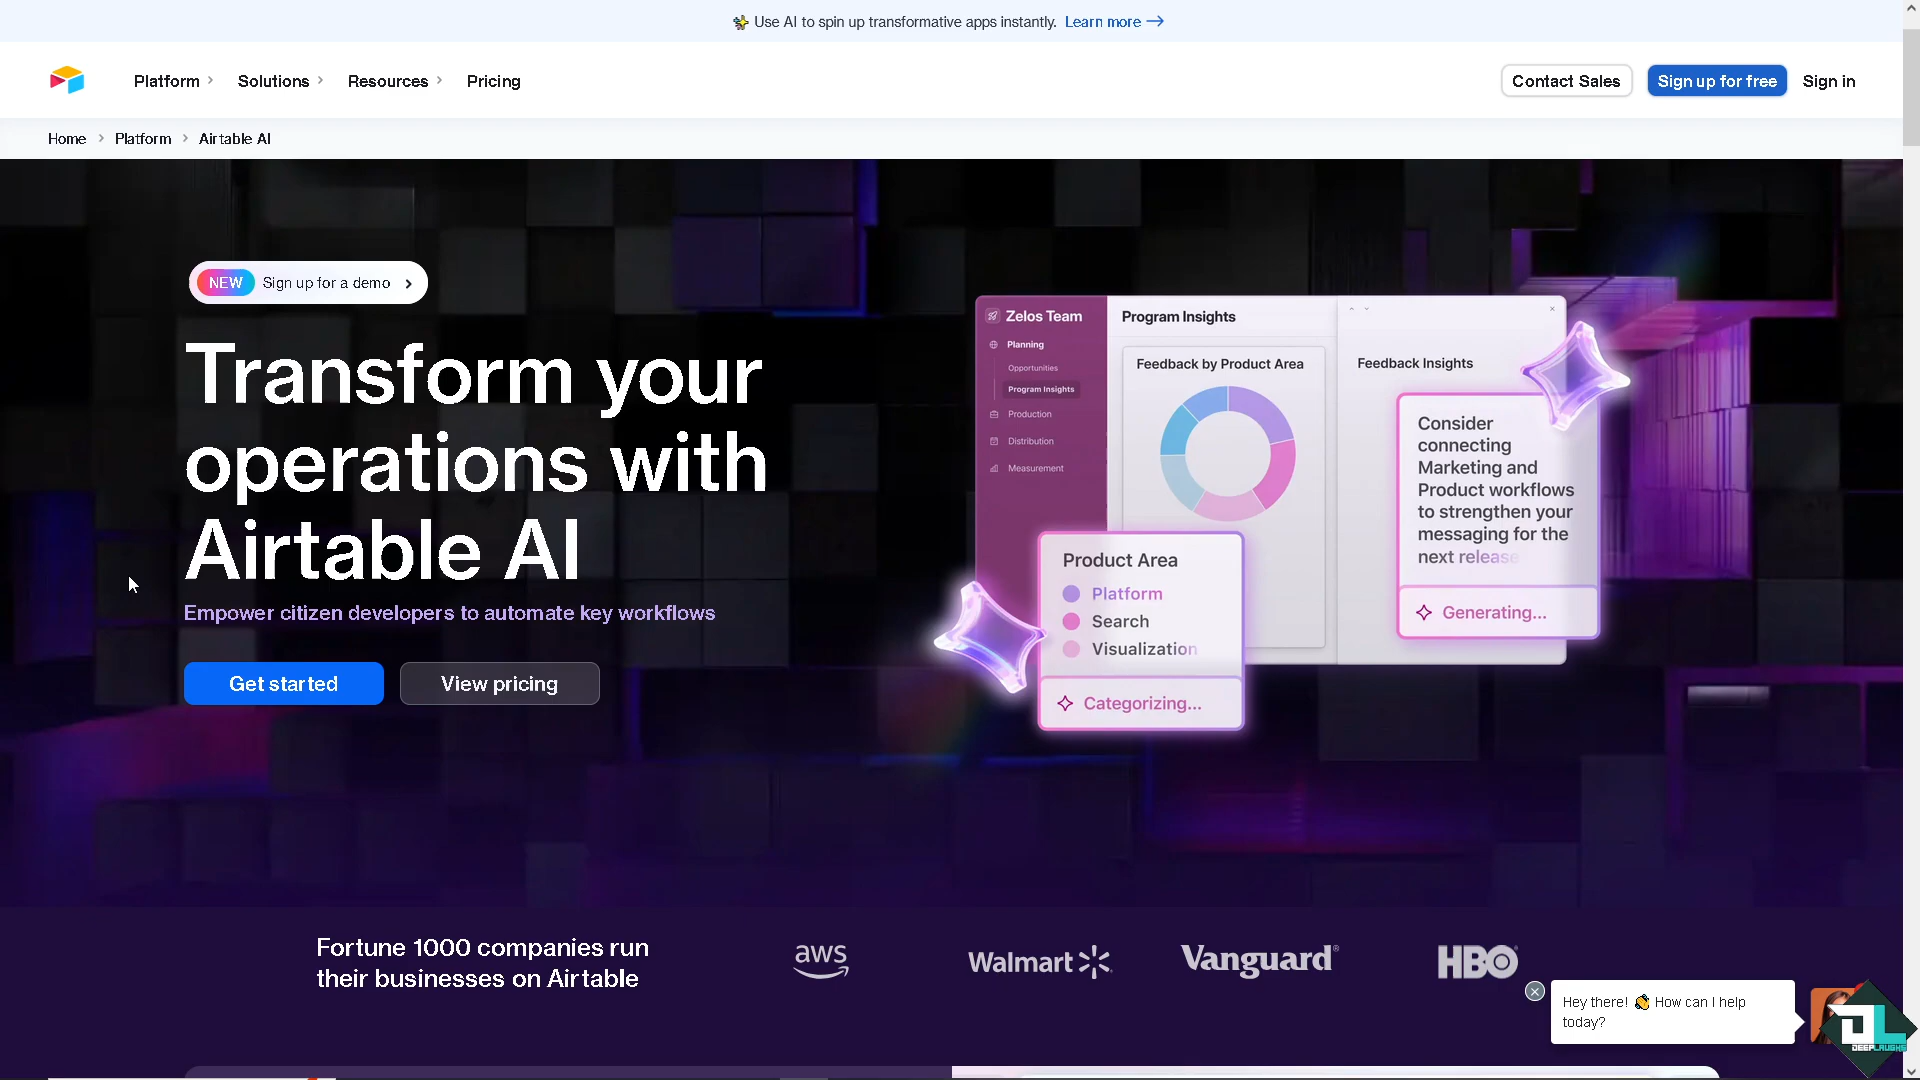 Use AI to spin up transformative apps instantly. Learn more →
Platform Solutions Resources Pricing
Contact Sales Sign up for free Sign in
Home Platform Airtable AI
NEW Sign up for a demo
Transform your
operations with
Airtable AI
Empower citizen developers to automate key workflows
Get started View pricing
Zelos Team
Planning
Opportunities
Program Insights
Production
Distribution
Measurement
Program Insights
Feedback by Product Area
Feedback Insights
Consider
connecting
Marketing and
Product workflows
to strengthen your
messaging for the
next release
Generating...
Product Area
Platform
Search
Visualization
Categorizing...
Fortune 1000 companies run
their businesses on Airtable
aws Walmart Vanguard® HBO®
Hey there! 👋 How can I help
today?
DL
DEEPLAUGHS